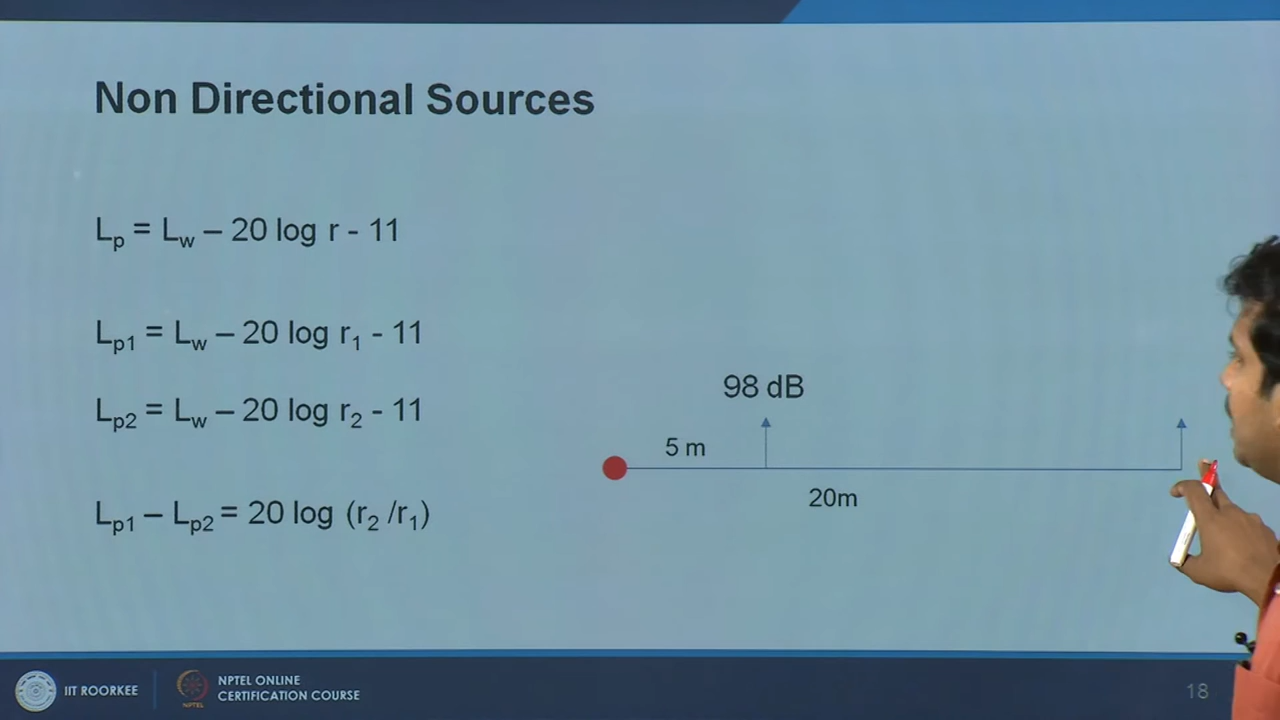 Non Directional Sources
Lp = Lw – 20 log r - 11
Lp1 = Lw – 20 log r1 - 11
Lp2 = Lw – 20 log r2 - 11
Lp1 – Lp2 = 20 log (r2 /r1)
98 dB
5 m
20m
IIT ROORKEE
NPTEL
NPTEL ONLINE
CERTIFICATION COURSE
18